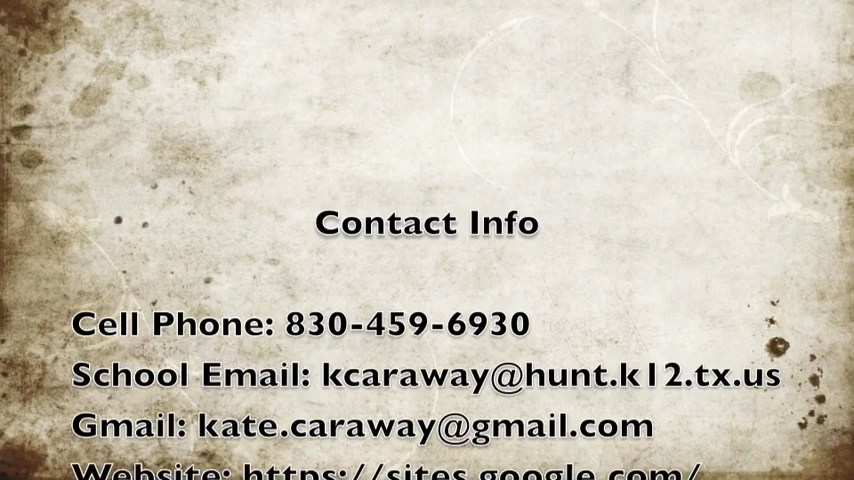 Contact Info
Cell Phone: 830-459-6930
School Email: kcaraway@hunt.k12.tx.us
Gmail: kate.caraway@gmail.com
Website: https://sites.google.com/